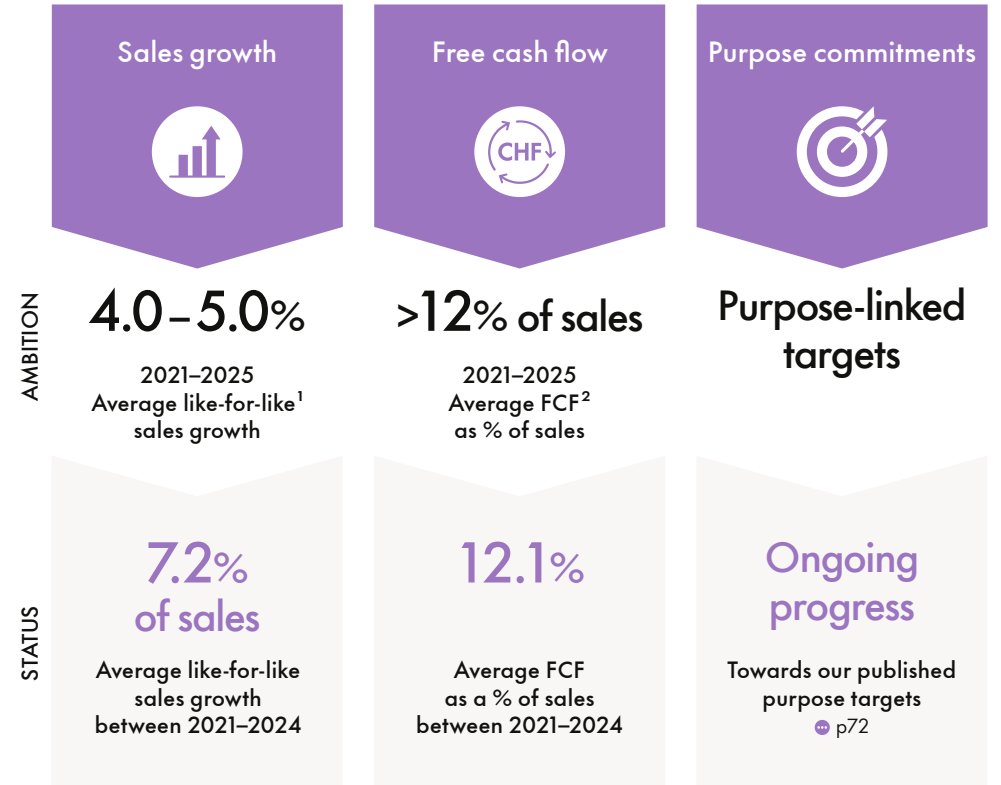 Sales growth
Free cash flow
CHF
Purpose commitments
AMBITION
4.0–5.0%
2021–2025
Average like-for-like¹
sales growth
>12% of sales
2021–2025
Average FCF²
as % of sales
Purpose-linked
targets
STATUS
7.2%
of sales
Average like-for-like
sales growth
between 2021–2024
12.1%
Average FCF
as a % of sales
between 2021–2024
Ongoing
progress
Towards our published
purpose targets
p72